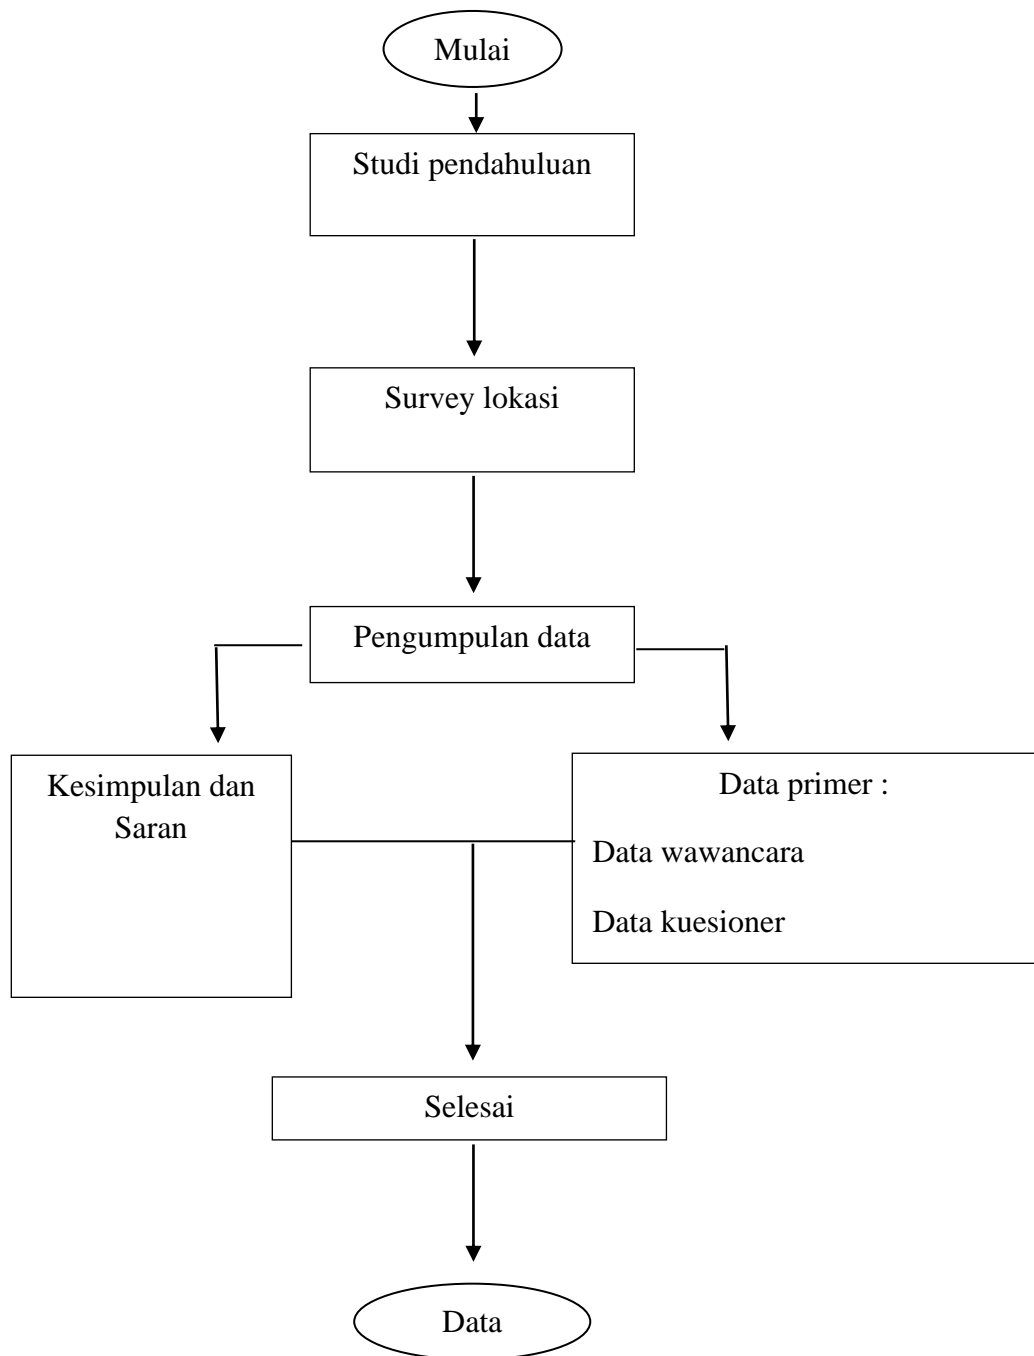 Mulai
Studi pendahuluan
Survey lokasi
Pengumpulan data
Kesimpulan dan
Saran
Data primer :
Data wawancara
Data kuesioner
Selesai
Data